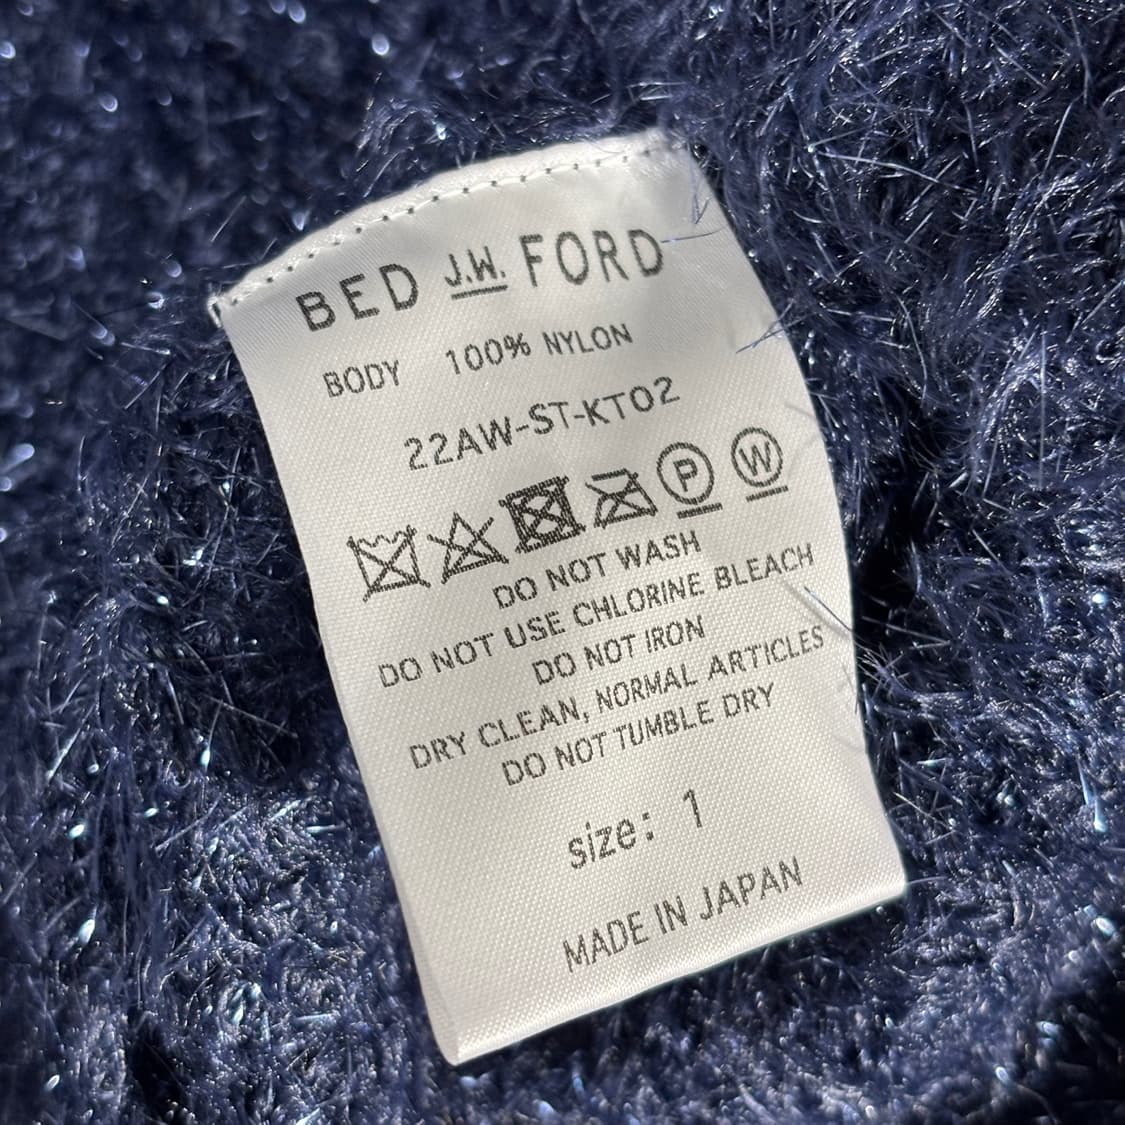 BED J.W. FORD
BODY 100% NYLON
22AW-ST-KT02
P W
DO NOT WASH
DO NOT USE CHLORINE BLEACH
DO NOT IRON
DRY CLEAN, NORMAL ARTICLES
DO NOT TUMBLE DRY
size: 1
MADE IN JAPAN